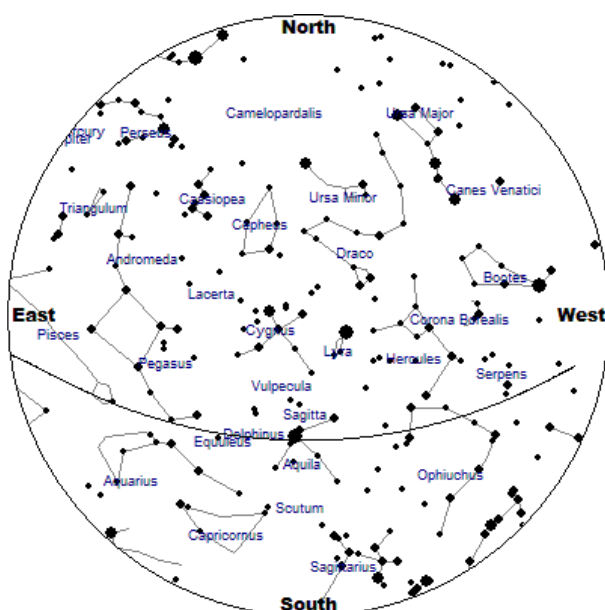 North
Camelopardalis
Ursa Major
Perseus
Canes Venatici
Cassiopea
Ursa Minor
Triangulum
Cepheus
Draco
Andromeda
Bootes
Lacerta
East
West
Corona Borealis
Cygnus
Pisces
Lyra
Hercules
Pegasus
Serpens
Vulpecula
Sagitta
Delphinus
Equuleus
Aquila
Ophiuchus
Aquarius
Scutum
Capricornus
Sagittarius
South